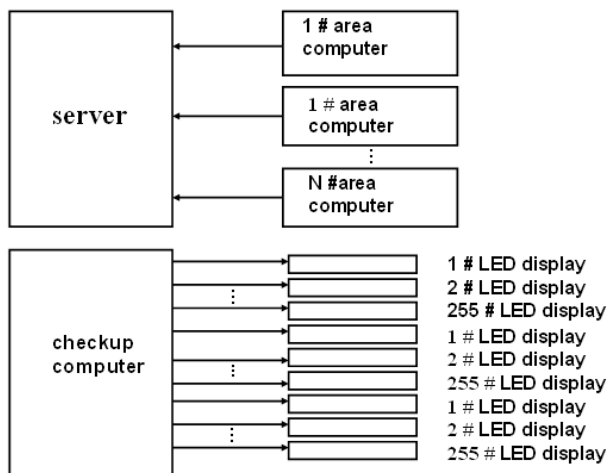 server
1 # area
computer
1 # area
computer
⋮
N #area
computer
checkup
computer
⋮
⋮
⋮
1 # LED display
2 # LED display
255 # LED display
1 # LED display
2 # LED display
255 # LED display
1 # LED display
2 # LED display
255 # LED display